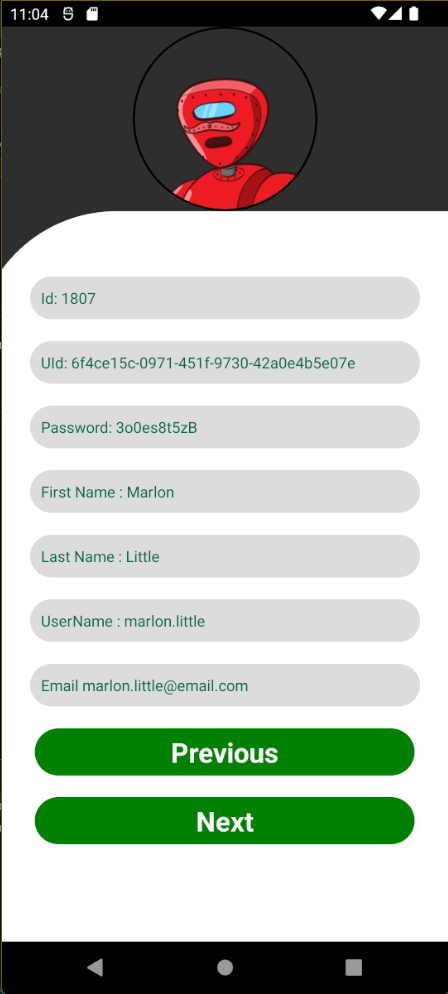 11:04
Id: 1807
UId: 6f4ce15c-0971-451f-9730-42a0e4b5e07e
Password: 3o0es8t5zB
First Name : Marlon
Last Name : Little
UserName : marlon.little
Email marlon.little@email.com
Previous
Next